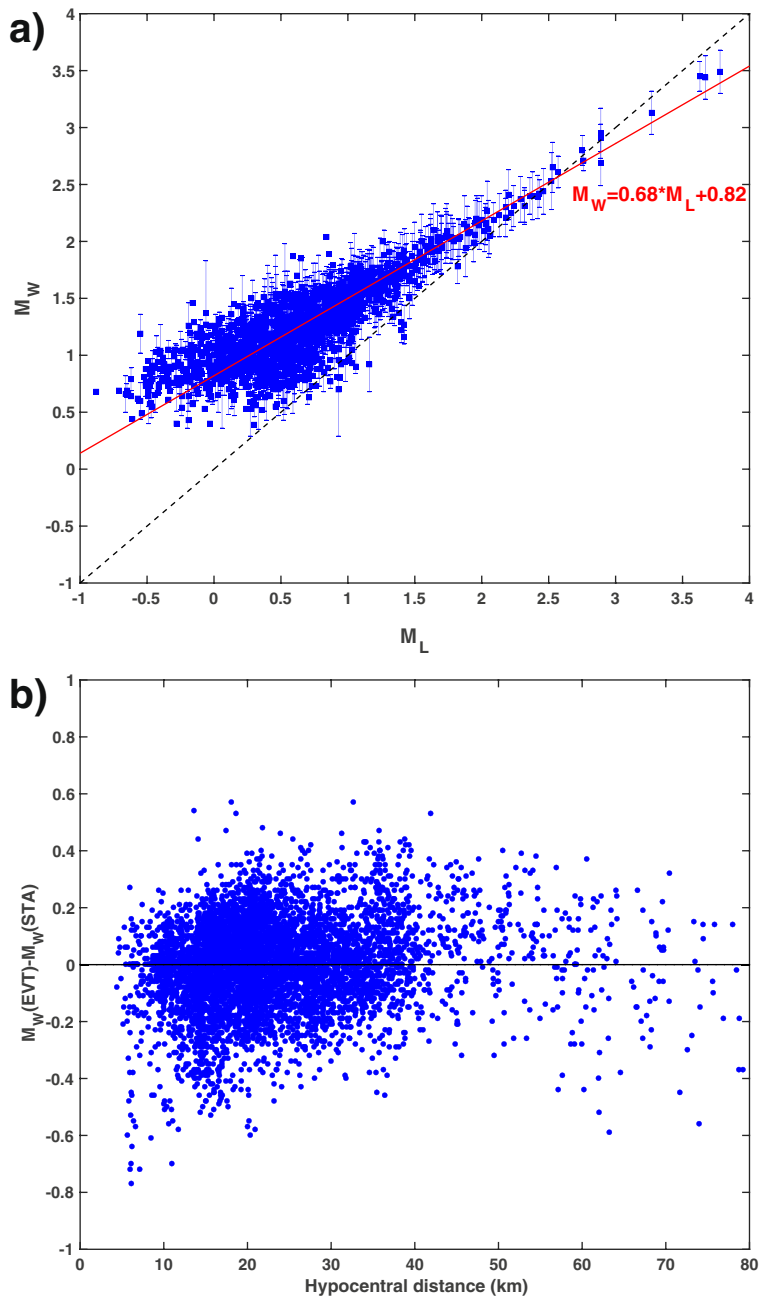 a)
4
3.5
3
2.5
2
1.5
1
0.5
0
-0.5
-1
M_W
M_W=0.68*M_L+0.82
-1 -0.5 0 0.5 1 1.5 2 2.5 3 3.5 4
M_L
b)
1
0.8
0.6
0.4
0.2
0
-0.2
-0.4
-0.6
-0.8
-1
M_W(EVT)-M_W(STA)
0 10 20 30 40 50 60 70 80
Hypocentral distance (km)